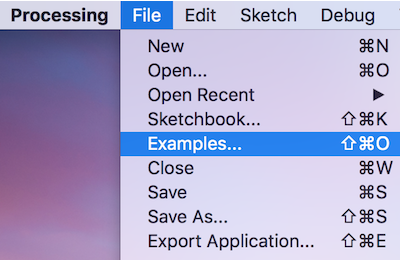 Processing File Edit Sketch Debug
New ⌘N
Open... ⌘O
Open Recent ▶
Sketchbook... ⇧⌘K
Examples... ⇧⌘O
Close ⌘W
Save ⌘S
Save As... ⇧⌘S
Export Application... ⇧⌘E